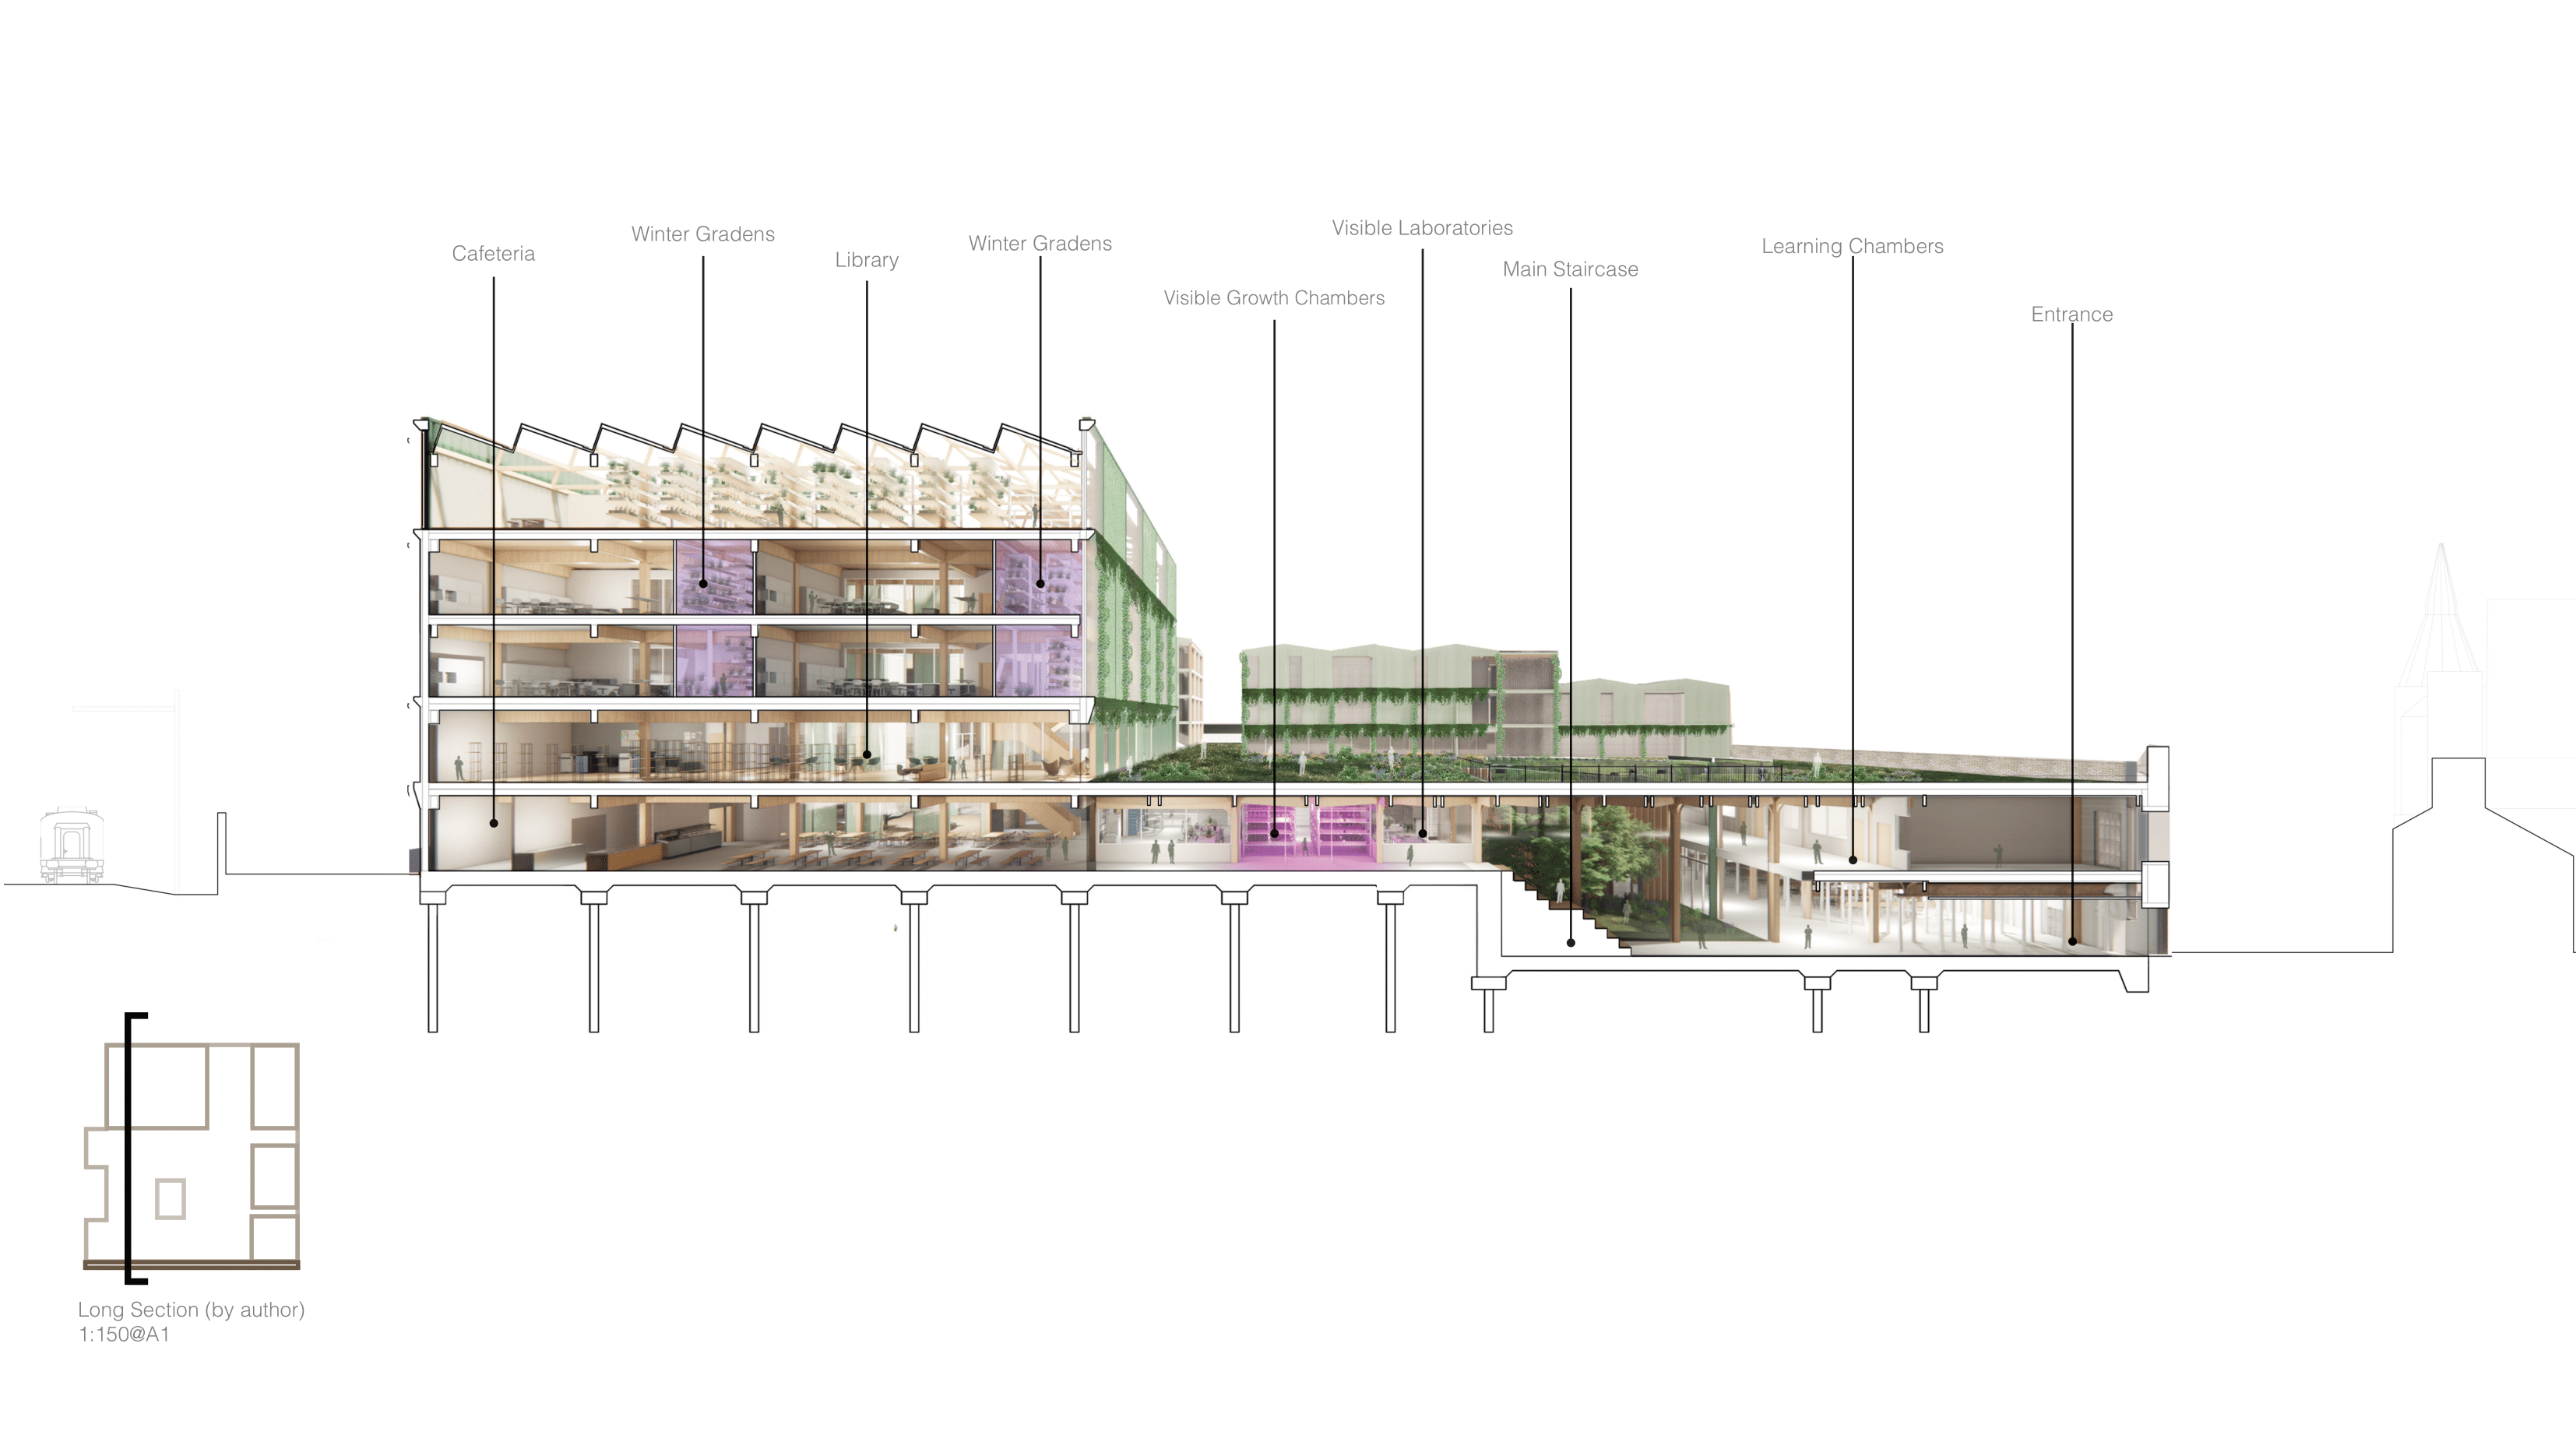 Cafeteria
Winter Gradens
Library
Winter Gradens
Visible Growth Chambers
Visible Laboratories
Main Staircase
Learning Chambers
Entrance
Long Section (by author)
1:150@A1